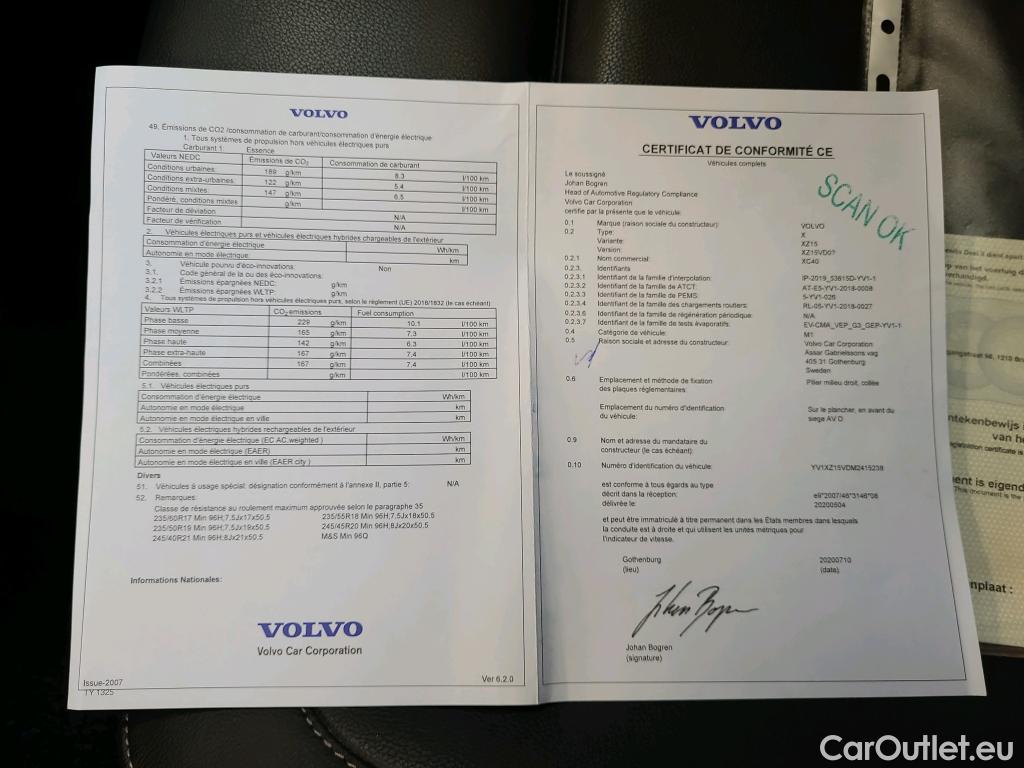 VOLVO
49. Émissions de CO2 /consommation de carburant/consommation d'énergie électrique
1. Tous systèmes de propulsion hors véhicules électriques purs
Carburant 1: Essence
Valeurs NEDC Émissions de CO2 Consommation de carburant
Conditions urbaines: 189 g/km 8.3 l/100 km
Conditions extra-urbaines: 122 g/km 5.4 l/100 km
Conditions mixtes: 147 g/km 6.5 l/100 km
Pondéré, conditions mixtes g/km l/100 km
Facteur de déviation N/A
Facteur de vérification N/A
2. Véhicules électriques purs et véhicules électriques hybrides chargeables de l'extérieur
Consommation d'énergie électrique Wh/km
Autonomie en mode électrique: km
3. Véhicule pourvu d'éco-innovations: Non
3.1. Code général de la ou des éco-innovations:
3.2.1 Émissions épargnées NEDC: g/km
3.2.2 Émissions épargnées WLTP: g/km
4. Tous systèmes de propulsion hors véhicules électriques purs, selon le règlement (UE) 2018/1832 (le cas échéant)
Valeurs WLTP CO2 emissions Fuel consumption
Phase basse 229 g/km 10.1 l/100 km
Phase moyenne 165 g/km 7.3 l/100 km
Phase haute 142 g/km 6.3 l/100 km
Phase extra-haute 167 g/km 7.4 l/100 km
Combinées 167 g/km 7.4 l/100 km
Pondérées, combinées g/km l/100 km
5.1. Véhicules électriques purs
Consommation d'énergie électrique Wh/km
Autonomie en mode électrique km
Autonomie en mode électrique en ville km
5.2. Véhicules électriques hybrides rechargeables de l'extérieur
Consommation d'énergie électrique (EC AC,weighted ) Wh/km
Autonomie en mode électrique (EAER) km
Autonomie en mode électrique en ville (EAER city )
Divers
51. Véhicules à usage spécial: désignation conformément à l'annexe II, partie 5: N/A
52. Remarques:
Classe de résistance au roulement maximum approuvée selon le paragraphe 35
235/60R17 Min 96H;7.5Jx17x50.5 235/55R18 Min 96H;7.5Jx18x50.5
235/50R19 Min 96H;7.5Jx19x50.5 245/45R20 Min 96H;8Jx20x50.5
245/40R21 Min 96H;8Jx21x50.5 M&S Min 96Q
Informations Nationales:
VOLVO
Volvo Car Corporation
Issue-2007 Ver 6.2.0
TY 1325
VOLVO
CERTIFICAT DE CONFORMITÉ CE
Véhicules complets
SCAN OK
Le soussigné
Johan Bogren
Head of Automotive Regulatory Compliance
Volvo Car Corporation
certifie par la présente que le véhicule:
0.1 Marque (raison sociale du constructeur): VOLVO
0.2 Type: X
Variante: XZ15
Version: XZ15VD0?
0.2.1 Nom commercial: XC40
0.2.3. Identifiants
0.2.3.1 Identifiant de la famille d'interpolation: IP-2019_53615D-YV1-1
0.2.3.2 Identifiant de la famille d'ATCT: AT-E5-YV1-2018-0008
0.2.3.3 Identifiant de la famille de PEMS: 5-YV1-026
0.2.3.4 Identifiant de la famille des chargements routiers: RL-05-YV1-2018-0027
0.2.3.6 Identifiant de la famille de régénération périodique: N/A
0.2.3.7 Identifiant de la famille de tests évaporatifs: EV-CMA_VEP_G3_GEP-YV1-1
0.4 Catégorie de véhicule: M1
0.5 Raison sociale et adresse du constructeur: Volvo Car Corporation
Assar Gabrielssons vag
405 31 Gothenburg
Sweden
0.6 Emplacement et méthode de fixation Pilier milieu droit, collée
des plaques réglementaires:
Emplacement du numéro d'identification Sur le plancher, en avant du
du véhicule: siege AV D
0.9 Nom et adresse du mandataire du
constructeur (le cas échéant):
0.10 Numéro d'identification du véhicule: YV1XZ15VDM2415238
est conforme à tous égards au type
décrit dans la réception: e9*2007/46*3146*08
délivrée le: 20200604
et peut être immatriculé à titre permanent dans les États membres dans lesquels
la conduite est à droite et qui utilisent les unités métriques pour
l'indicateur de vitesse.
Gothenburg 20200710
(lieu) (date)
Johan Bogren
Johan Bogren
(signature)
ntekenbewijs
van he
ent is eigend
This document is the
nplaat :
CarOutlet.eu